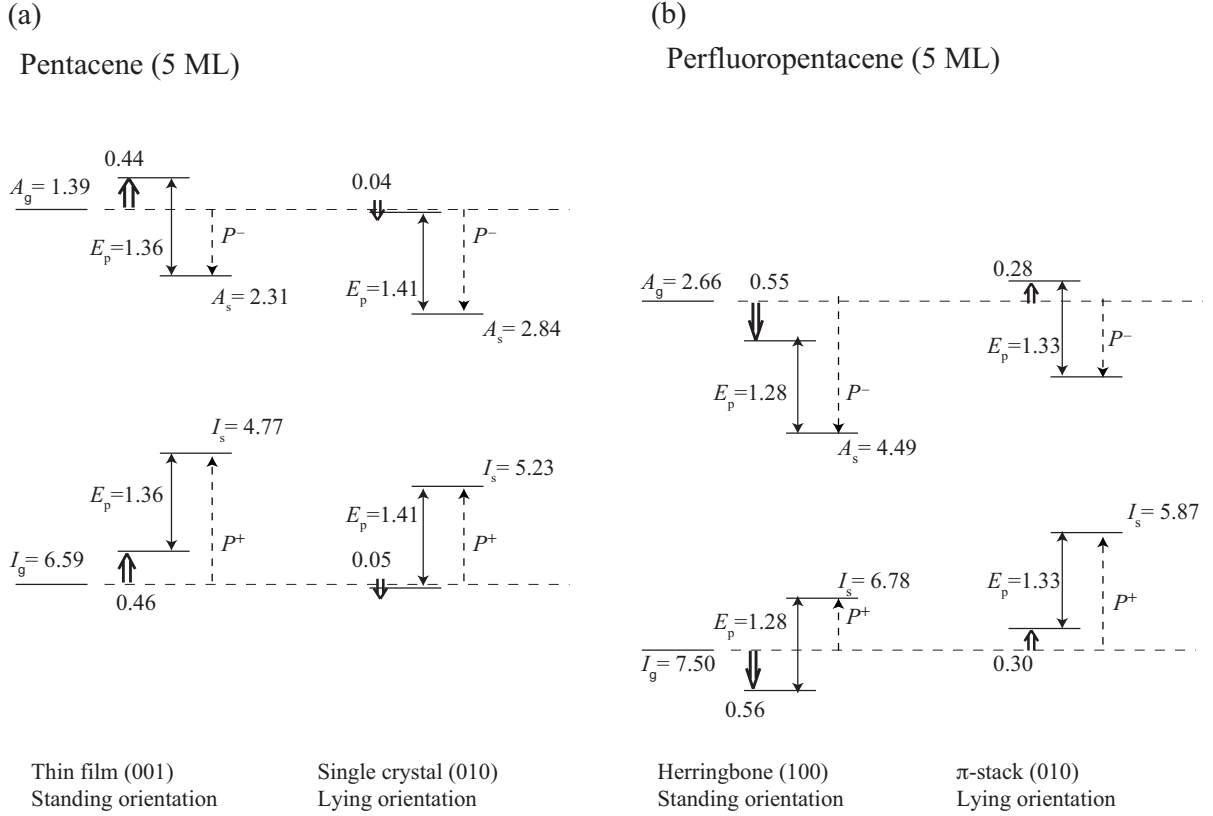 (a)
Pentacene (5 ML)
0.44
A_g = 1.39
E_p=1.36
P⁻
A_s = 2.31
0.04
E_p=1.41
P⁻
A_s = 2.84
I_s = 4.77
E_p=1.36
P⁺
I_g = 6.59
0.46
I_s = 5.23
E_p=1.41
P⁺
0.05
Thin film (001)
Standing orientation
Single crystal (010)
Lying orientation
(b)
Perfluoropentacene (5 ML)
A_g = 2.66
0.55
E_p=1.28
P⁻
A_s = 4.49
0.28
E_p=1.33
P⁻
I_s = 6.78
E_p=1.28
P⁺
I_g = 7.50
0.56
I_s = 5.87
E_p=1.33
P⁺
0.30
Herringbone (100)
Standing orientation
π-stack (010)
Lying orientation